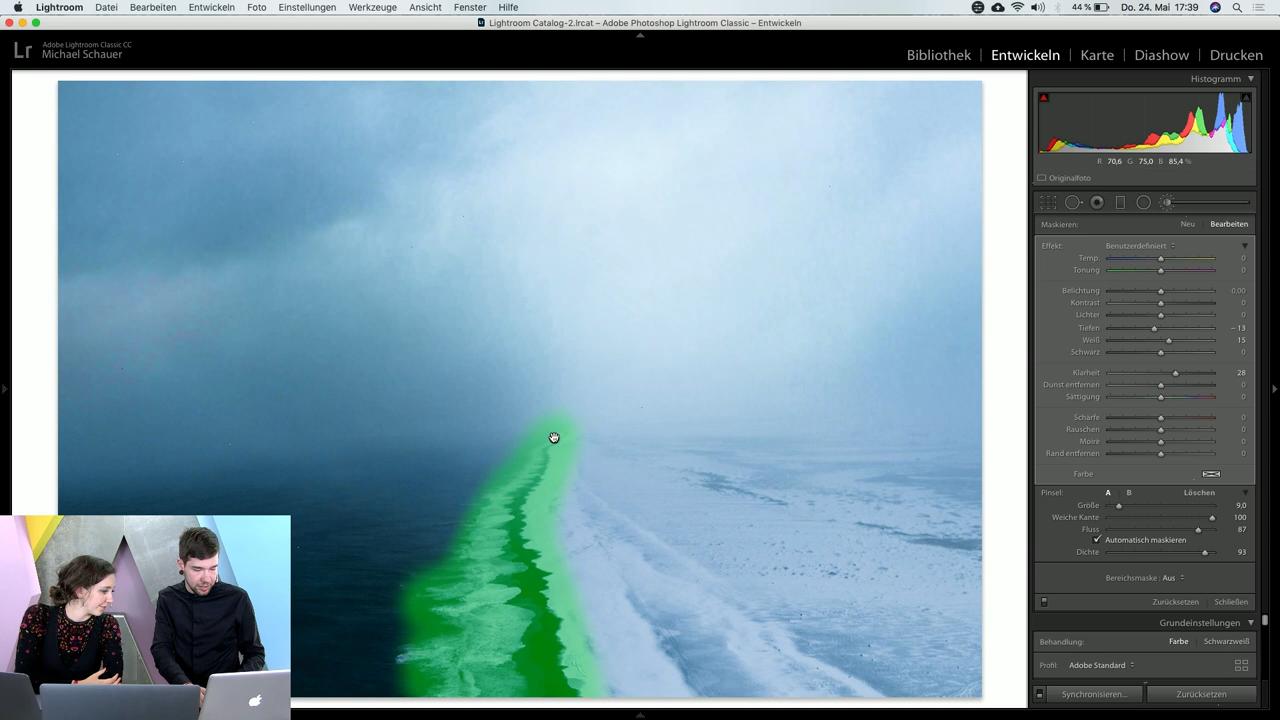 Lightroom Datei Bearbeiten Entwickeln Foto Einstellungen Werkzeuge Ansicht Fenster Hilfe 44 % Do. 24. Mai 17:39
Lightroom Catalog-2.lrcat – Adobe Photoshop Lightroom Classic – Entwickeln
Lr Adobe Lightroom Classic CC
Michael Schauer
Bibliothek | Entwickeln | Karte | Diashow | Drucken
Histogramm
R 70,6 G 75,0 B 85,4 %
Originalfoto
Maskieren: Neu Bearbeiten
Effekt: Benutzerdefiniert
Temp. 0
Tonung 0
Belichtung 0,00
Kontrast 0
Lichter 0
Tiefen – 13
Weiß 15
Schwarz 0
Klarheit 28
Dunst entfernen 0
Sättigung 0
Schärfe 0
Rauschen 0
Moiré 0
Rand entfernen 0
Farbe
Pinsel: A B Löschen
Größe 9,0
Weiche Kante 100
Fluss 87
Automatisch maskieren
Dichte 93
Bereichsmaske : Aus
Zurücksetzen Schließen
Grundeinstellungen
Behandlung: Farbe Schwarzweiß
Profil: Adobe Standard
Synchronisieren... Zurücksetzen